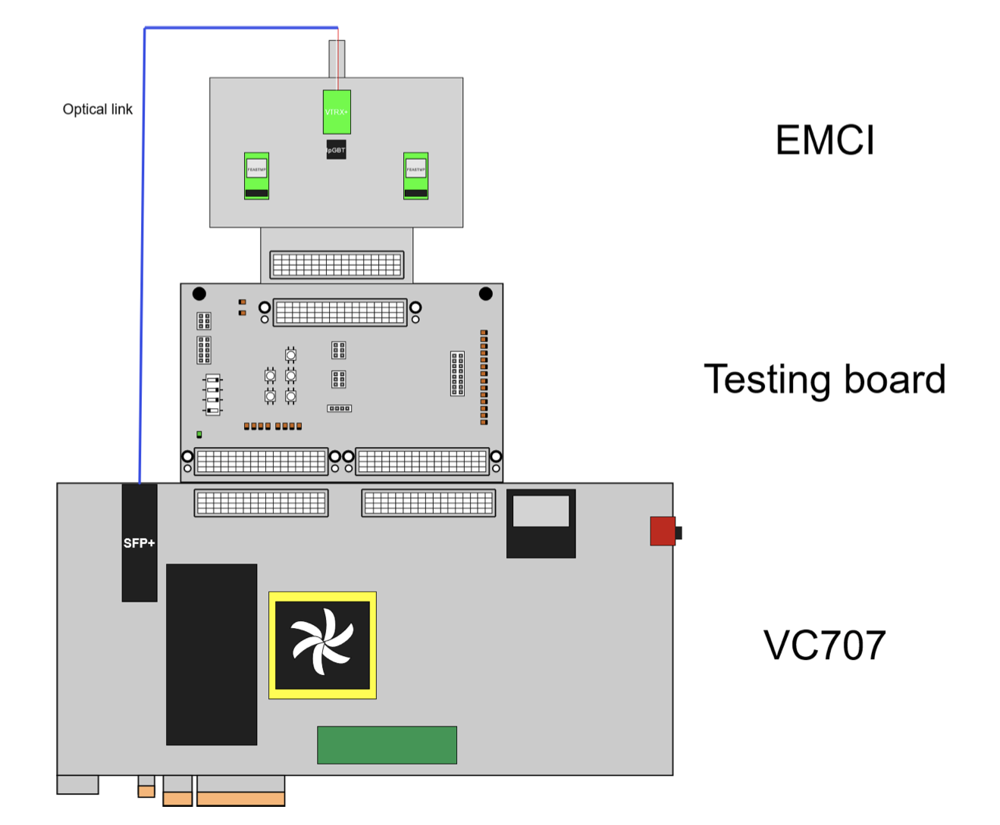 Optical link
VTRX+
lpGBT
FEASTMP
FEASTMP
EMCI
Testing board
SFP+
VC707